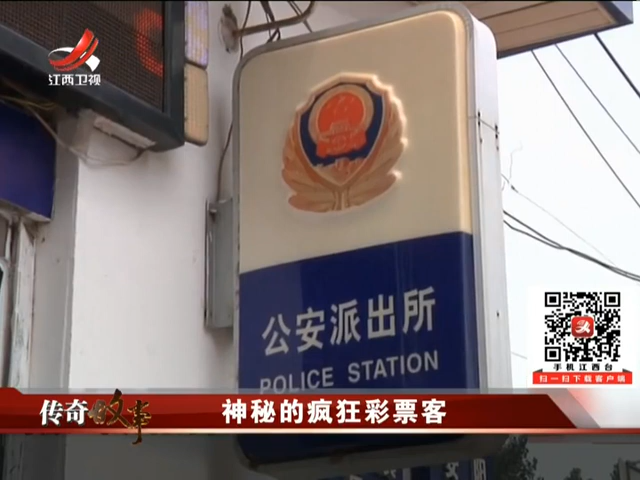 江西卫视
公安派出所
POLICE STATION
手机江西台
扫一扫下载客户端
传奇故事
神秘的疯狂彩票客